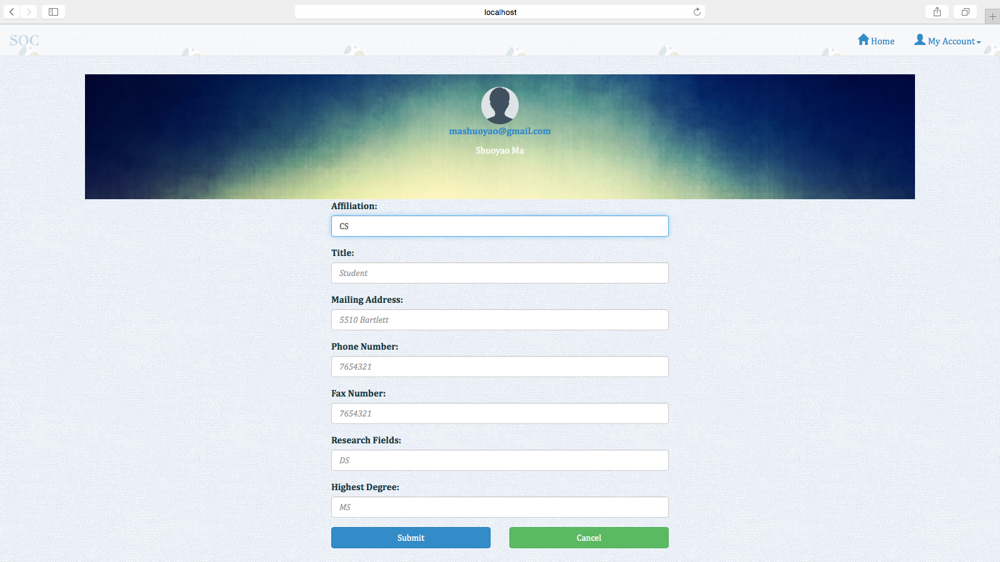 localhost
SOC
Home
My Account
mashuoyao@gmail.com
Shuoyao Ma
Affiliation:
CS
Title:
Student
Mailing Address:
5510 Bartlett
Phone Number:
7654321
Fax Number:
7654321
Research Fields:
DS
Highest Degree:
MS
Submit
Cancel